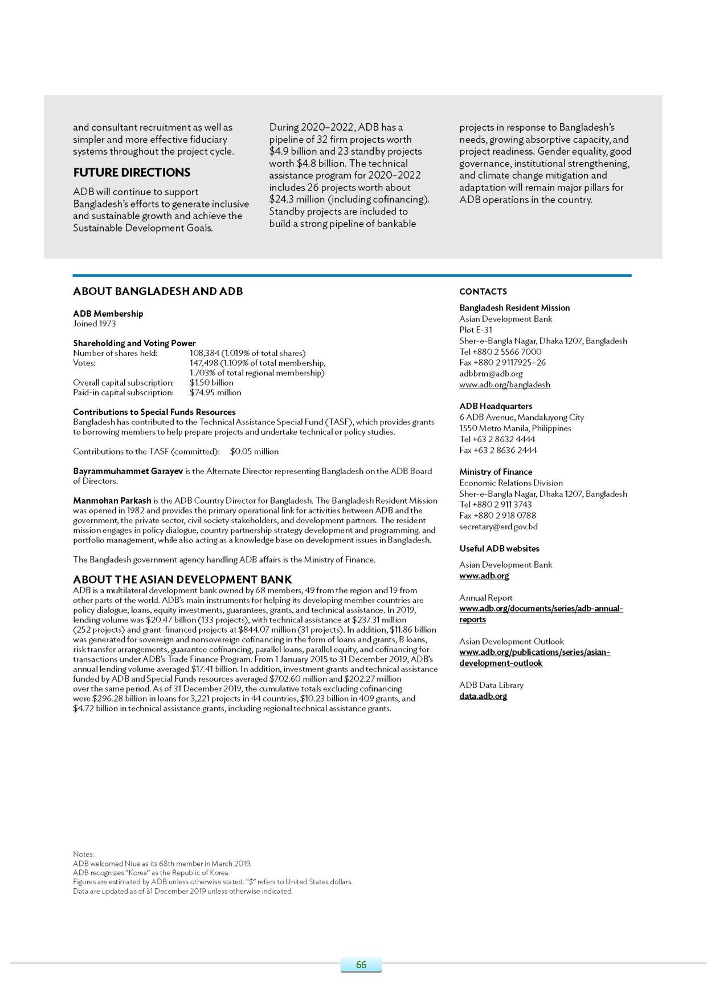 and consultant recruitment as well as
simpler and more effective fiduciary
systems throughout the project cycle.
FUTURE DIRECTIONS
ADB will continue to support
Bangladesh's efforts to generate inclusive
and sustainable growth and achieve the
Sustainable Development Goals.
During 2020–2022, ADB has a
pipeline of 32 firm projects worth
$4.9 billion and 23 standby projects
worth $4.8 billion. The technical
assistance program for 2020–2022
includes 26 projects worth about
$24.3 million (including cofinancing).
Standby projects are included to
build a strong pipeline of bankable
projects in response to Bangladesh's
needs, growing absorptive capacity, and
project readiness. Gender equality, good
governance, institutional strengthening,
and climate change mitigation and
adaptation will remain major pillars for
ADB operations in the country.
ABOUT BANGLADESH AND ADB
ADB Membership
Joined 1973
Shareholding and Voting Power
Number of shares held: 108,384 (1.019% of total shares)
Votes: 147,498 (1.109% of total membership,
1.703% of total regional membership)
Overall capital subscription: $1.50 billion
Paid-in capital subscription: $74.95 million
Contributions to Special Funds Resources
Bangladesh has contributed to the Technical Assistance Special Fund (TASF), which provides grants
to borrowing members to help prepare projects and undertake technical or policy studies.
Contributions to the TASF (committed): $0.05 million
Bayrammuhammet Garayev is the Alternate Director representing Bangladesh on the ADB Board
of Directors.
Manmohan Parkash is the ADB Country Director for Bangladesh. The Bangladesh Resident Mission
was opened in 1982 and provides the primary operational link for activities between ADB and the
government, the private sector, civil society stakeholders, and development partners. The resident
mission engages in policy dialogue, country partnership strategy development and programming, and
portfolio management, while also acting as a knowledge base on development issues in Bangladesh.
The Bangladesh government agency handling ADB affairs is the Ministry of Finance.
ABOUT THE ASIAN DEVELOPMENT BANK
ADB is a multilateral development bank owned by 68 members, 49 from the region and 19 from
other parts of the world. ADB's main instruments for helping its developing member countries are
policy dialogue, loans, equity investments, guarantees, grants, and technical assistance. In 2019,
lending volume was $20.47 billion (133 projects), with technical assistance at $237.31 million
(252 projects) and grant-financed projects at $844.07 million (31 projects). In addition, $11.86 billion
was generated for sovereign and nonsovereign cofinancing in the form of loans and grants, B loans,
risk transfer arrangements, guarantee cofinancing, parallel loans, parallel equity, and cofinancing for
transactions under ADB's Trade Finance Program. From 1 January 2015 to 31 December 2019, ADB's
annual lending volume averaged $17.41 billion. In addition, investment grants and technical assistance
funded by ADB and Special Funds resources averaged $702.60 million and $202.27 million
over the same period. As of 31 December 2019, the cumulative totals excluding cofinancing
were $296.28 billion in loans for 3,221 projects in 44 countries, $10.23 billion in 409 grants, and
$4.72 billion in technical assistance grants, including regional technical assistance grants.
CONTACTS
Bangladesh Resident Mission
Asian Development Bank
Plot E-31
Sher-e-Bangla Nagar, Dhaka 1207, Bangladesh
Tel +880 2 5566 7000
Fax +880 2 9117925–26
adbbrm@adb.org
www.adb.org/bangladesh
ADB Headquarters
6 ADB Avenue, Mandaluyong City
1550 Metro Manila, Philippines
Tel +63 2 8632 4444
Fax +63 2 8636 2444
Ministry of Finance
Economic Relations Division
Sher-e-Bangla Nagar, Dhaka 1207, Bangladesh
Tel +880 2 911 3743
Fax +880 2 918 0788
secretary@erd.gov.bd
Useful ADB websites
Asian Development Bank
www.adb.org
Annual Report
www.adb.org/documents/series/adb-annual-
reports
Asian Development Outlook
www.adb.org/publications/series/asian-
development-outlook
ADB Data Library
data.adb.org
Notes:
ADB welcomed Niue as its 68th member in March 2019.
ADB recognizes "Korea" as the Republic of Korea.
Figures are estimated by ADB unless otherwise stated. "$" refers to United States dollars.
Data are updated as of 31 December 2019 unless otherwise indicated.
66